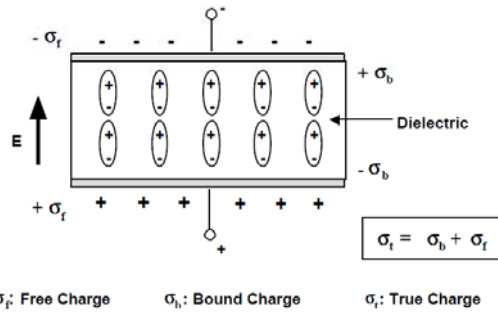 -
- σf - - - - - -
+ σb
+ + + + +
- - - - -
E
Dielectric
+ + + + +
- - - - -
- σb
+ σf + + + + + +
+
σt = σb + σf
σf: Free Charge σb: Bound Charge σt: True Charge